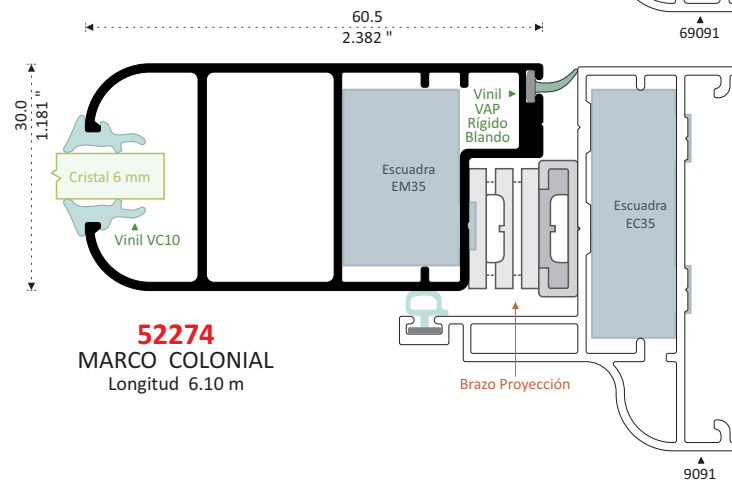 60.5
2.382 "
69091
30.0
1.181 "
Vinil
VAP
Rígido
Blando
Cristal 6 mm
Escuadra
EM35
Escuadra
EC35
Vinil VC10
52274
MARCO COLONIAL
Longitud 6.10 m
Brazo Proyección
9091